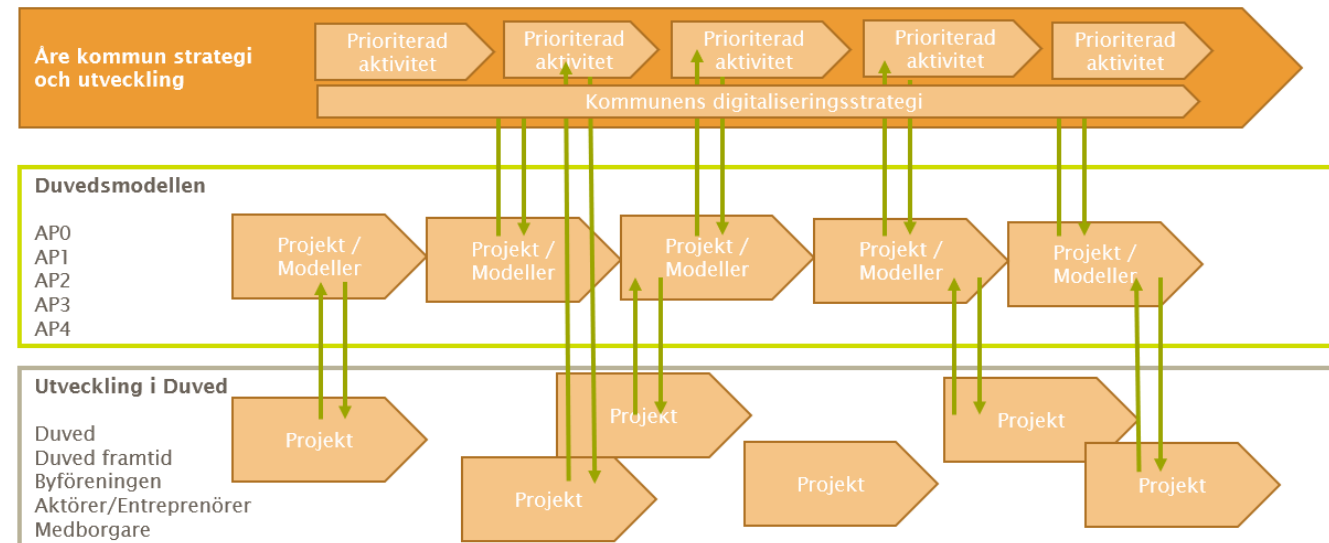 Åre kommun strategi
och utveckling
Prioriterad
aktivitet
Prioriterad
aktivitet
Prioriterad
aktivitet
Prioriterad
aktivitet
Prioriterad
aktivitet
Kommunens digitaliseringsstrategi
Duvedsmodellen
AP0
AP1
AP2
AP3
AP4
Projekt /
Modeller
Projekt /
Modeller
Projekt /
Modeller
Projekt /
Modeller
Projekt /
Modeller
Utveckling i Duved
Duved
Duved framtid
Byföreningen
Aktörer/Entreprenörer
Medborgare
Projekt
Projekt
Projekt
Projekt
Projekt
Projekt